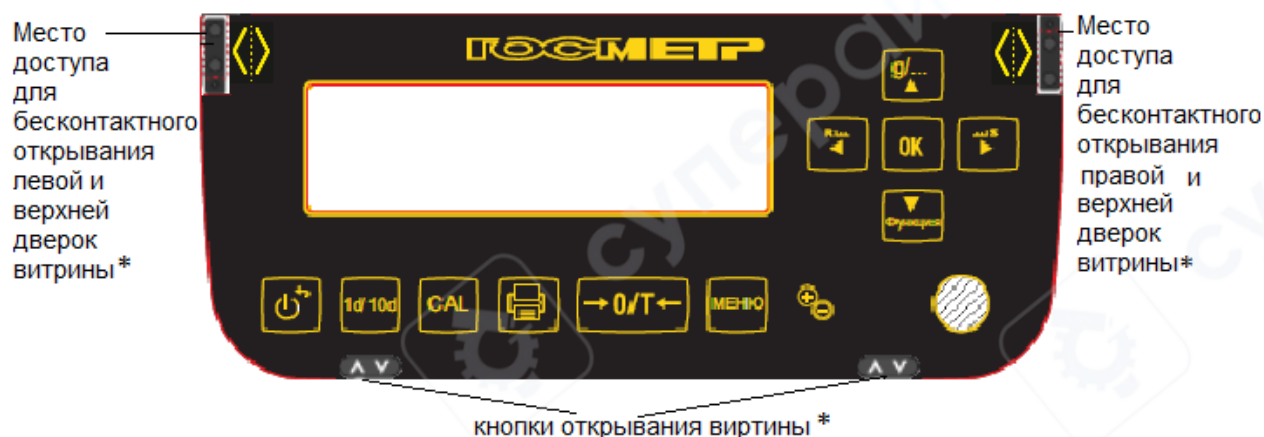 Место
доступа
для
бесконтактного
открывания
левой и
верхней
дверок
витрины*
ГОСМЕТР
g/...
OK
Функция
1d/10d
CAL
→0/T←
МЕНЮ
Место
доступа
для
бесконтактного
открывания
правой и
верхней
дверок
витрины*
кнопки открывания виртины *